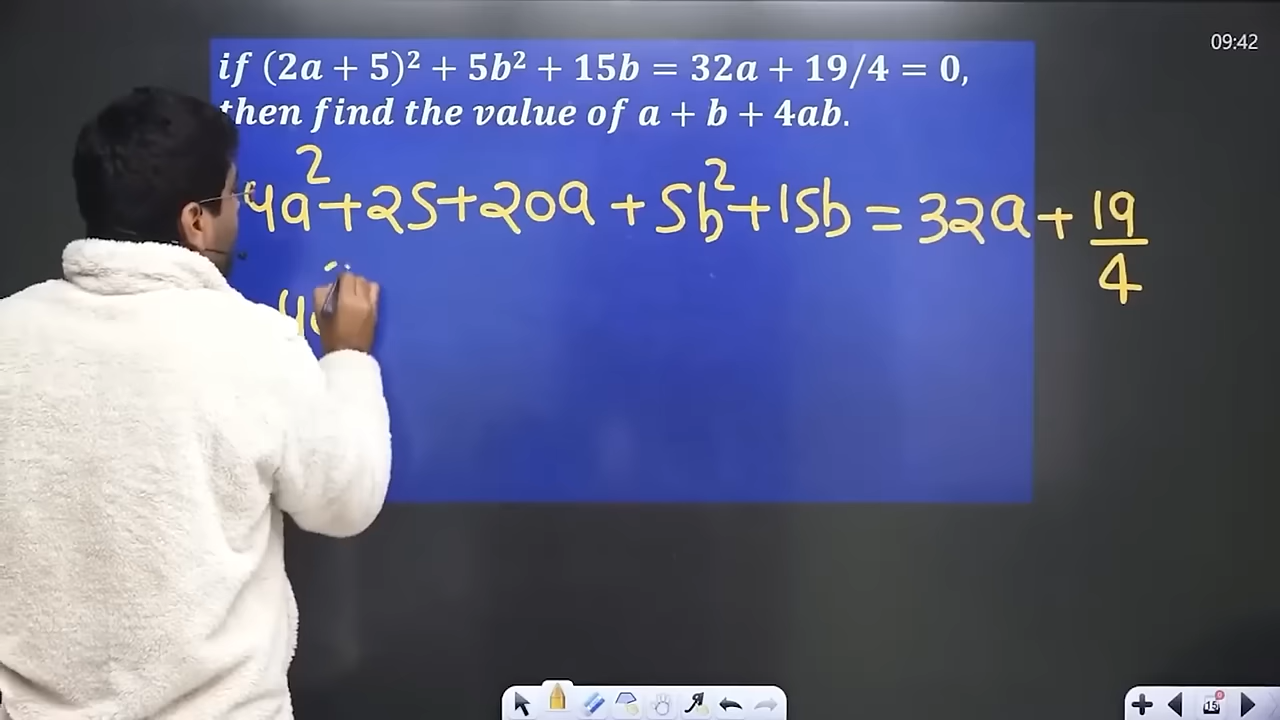 09:42
if (2a + 5)² + 5b² + 15b = 32a + 19/4 = 0,
then find the value of a + b + 4ab.
4a² + 25 + 20a + 5b² + 15b = 32a + 19/4
15